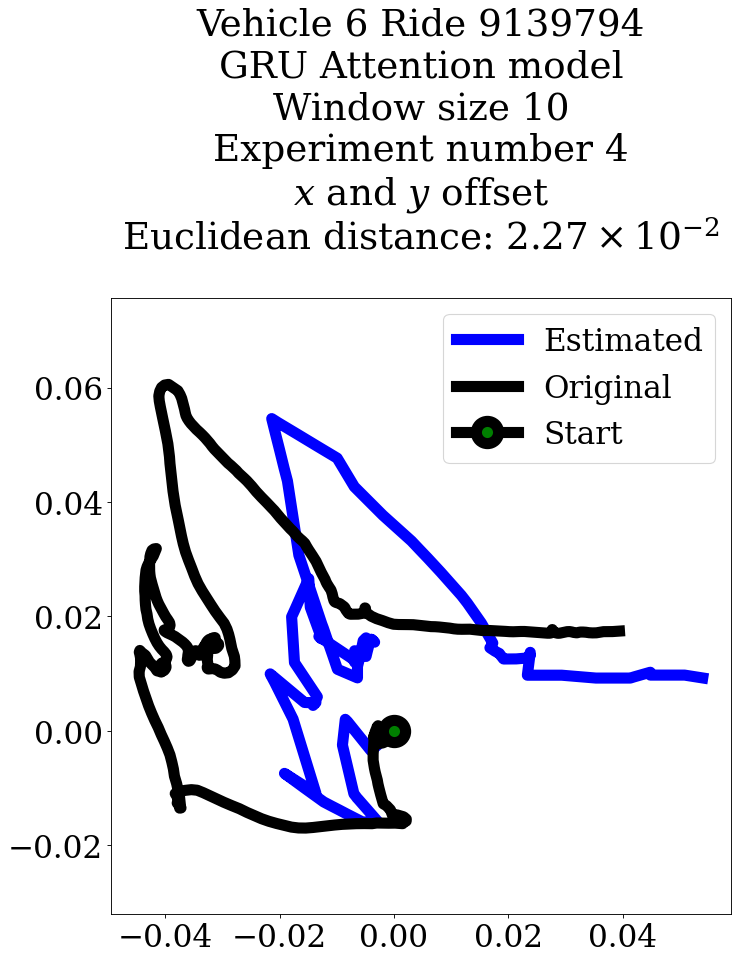 Vehicle 6 Ride 9139794
GRU Attention model
Window size 10
Experiment number 4
x and y offset
Euclidean distance: 2.27 × 10⁻²
Estimated
Original
Start
0.06
0.04
0.02
0.00
−0.02
−0.04 −0.02 0.00 0.02 0.04